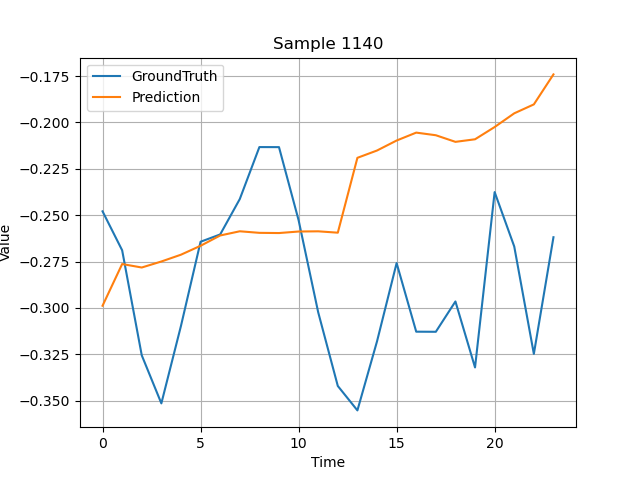 Sample 1140
GroundTruth
Prediction
−0.175
−0.200
−0.225
−0.250
−0.275
−0.300
−0.325
−0.350
Value
0 5 10 15 20
Time